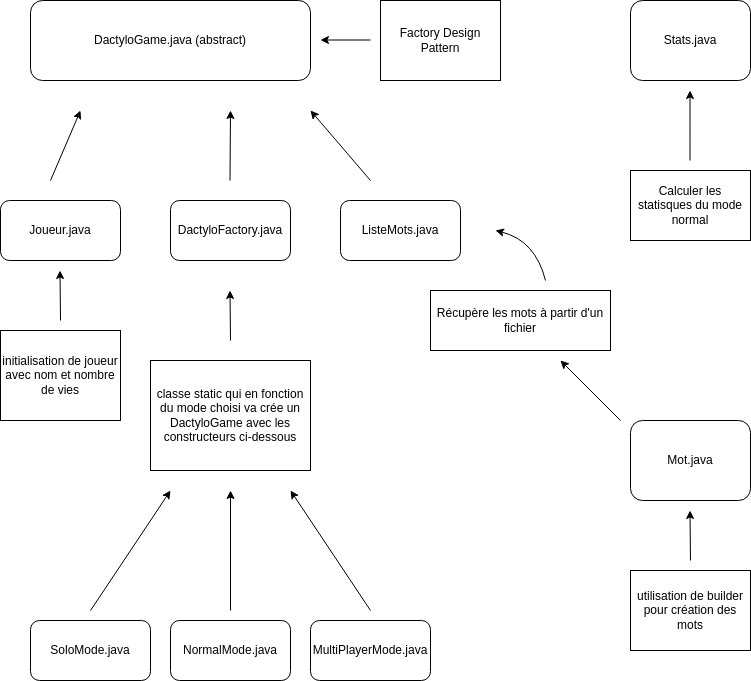 DactyloGame.java (abstract)
Factory Design
Pattern
Stats.java
Calculer les
statisques du mode
normal
Joueur.java
DactyloFactory.java
ListeMots.java
Récupère les mots à partir d'un
fichier
initialisation de joueur
avec nom et nombre
de vies
classe static qui en fonction
du mode choisi va crée un
DactyloGame avec les
constructeurs ci-dessous
Mot.java
utilisation de builder
pour création des
mots
SoloMode.java
NormalMode.java
MultiPlayerMode.java